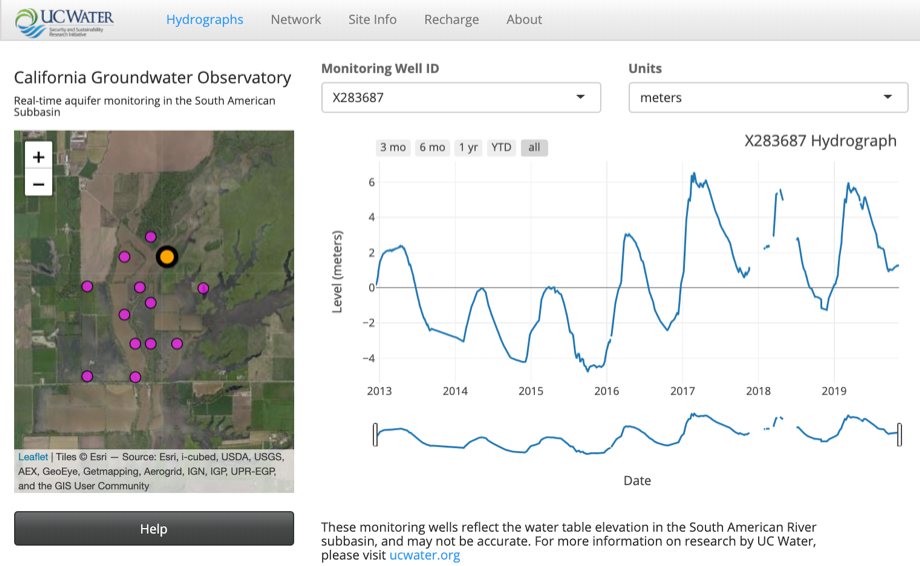 UC WATER
Security and Sustainability
Research Initiative
Hydrographs
Network
Site Info
Recharge
About
California Groundwater Observatory
Real-time aquifer monitoring in the South American
Subbasin
+
−
Leaflet | Tiles © Esri — Source: Esri, i-cubed, USDA, USGS,
AEX, GeoEye, Getmapping, Aerogrid, IGN, IGP, UPR-EGP,
and the GIS User Community
Help
Monitoring Well ID
X283687
Units
meters
3 mo
6 mo
1 yr
YTD
all
X283687 Hydrograph
Level (meters)
6
4
2
0
−2
−4
2013
2014
2015
2016
2017
2018
2019
Date
These monitoring wells reflect the water table elevation in the South American River
subbasin, and may not be accurate. For more information on research by UC Water,
please visit ucwater.org